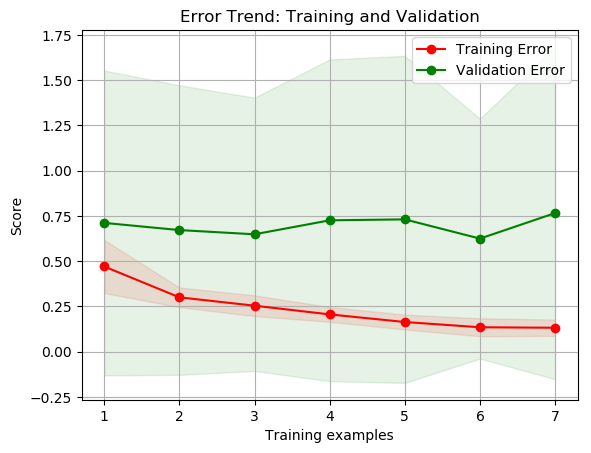 Error Trend: Training and Validation
Training Error
Validation Error
1.75
1.50
1.25
1.00
0.75
0.50
0.25
0.00
−0.25
Score
1 2 3 4 5 6 7
Training examples